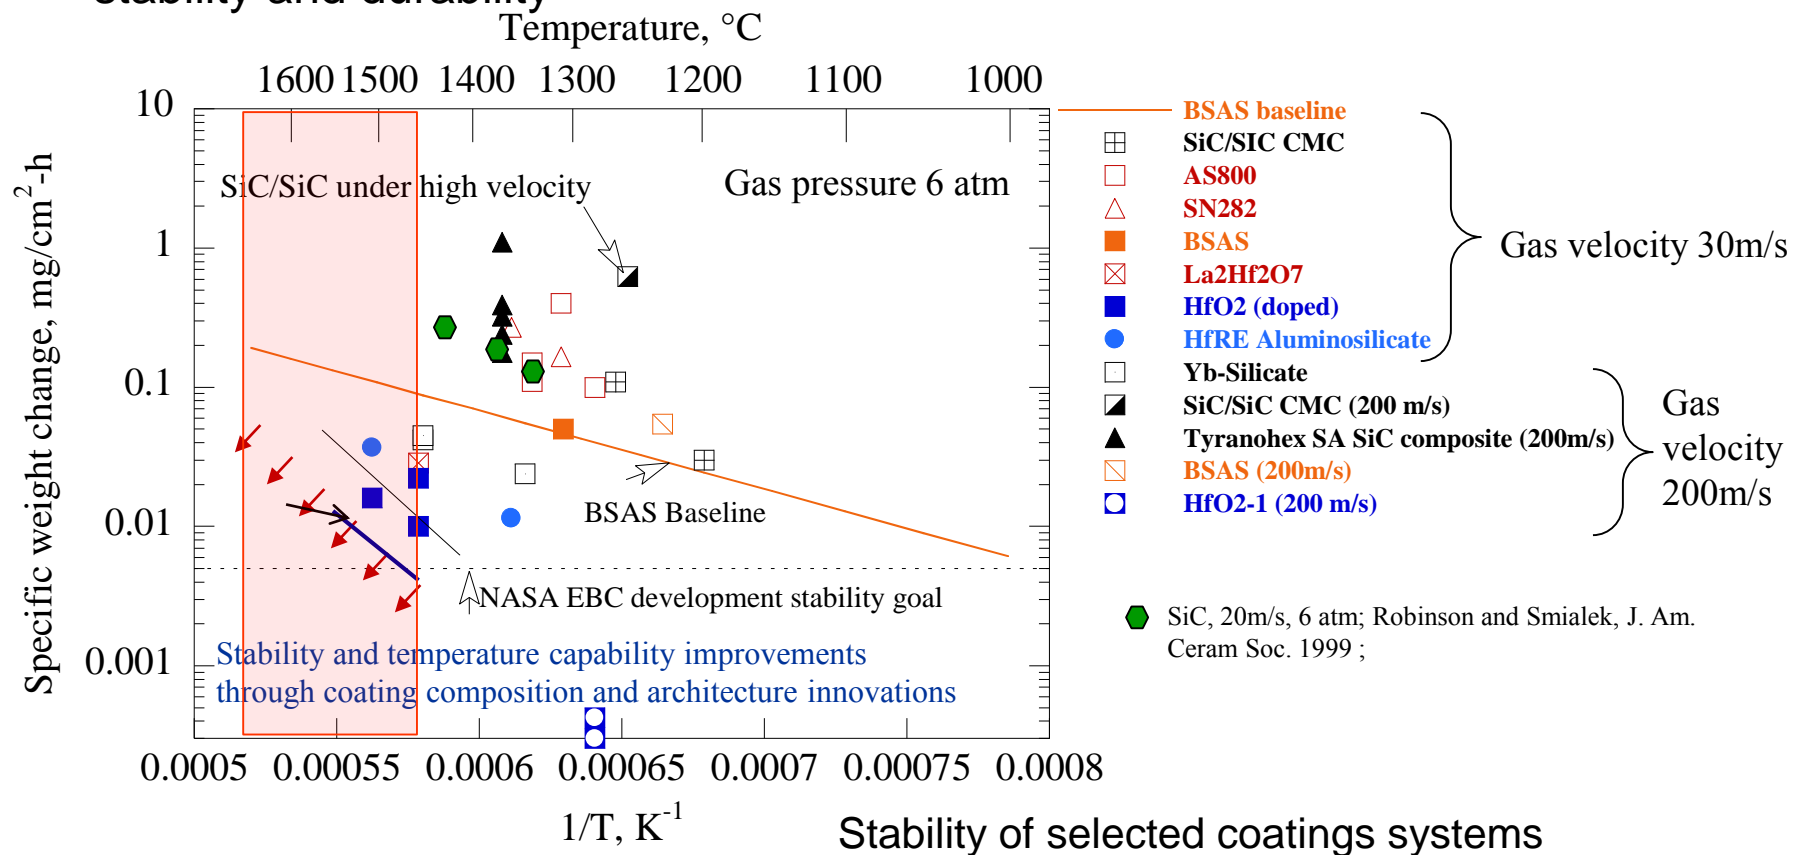 stability and durability
Temperature, °C
1600 1500 1400 1300 1200 1100 1000
10
1
0.1
0.01
0.001
Specific weight change, mg/cm²-h
SiC/SiC under high velocity
Gas pressure 6 atm
BSAS Baseline
NASA EBC development stability goal
Stability and temperature capability improvements
through coating composition and architecture innovations
0.0005 0.00055 0.0006 0.00065 0.0007 0.00075 0.0008
1/T, K⁻¹
BSAS baseline
SiC/SIC CMC
AS800
SN282
BSAS
La2Hf2O7
HfO2 (doped)
HfRE Aluminosilicate
Yb-Silicate
SiC/SiC CMC (200 m/s)
Tyranohex SA SiC composite (200m/s)
BSAS (200m/s)
HfO2-1 (200 m/s)
Gas velocity 30m/s
Gas
velocity
200m/s
SiC, 20m/s, 6 atm; Robinson and Smialek, J. Am.
Ceram Soc. 1999 ;
Stability of selected coatings systems